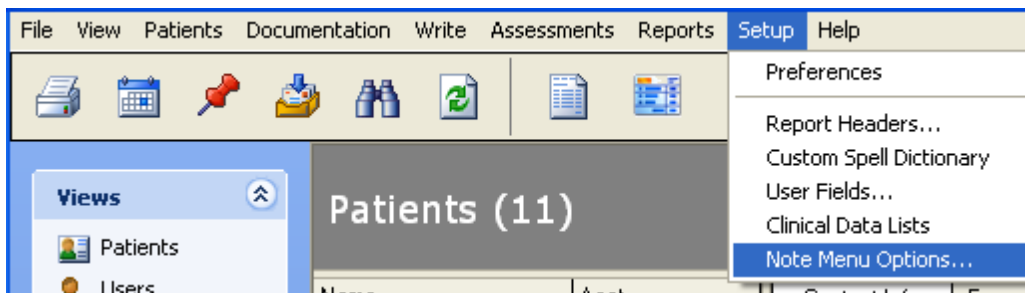 File View Patients Documentation Write Assessments Reports Setup Help
Preferences
Report Headers...
Custom Spell Dictionary
User Fields...
Clinical Data Lists
Note Menu Options...
Views
Patients
Users
Patients (11)
Name